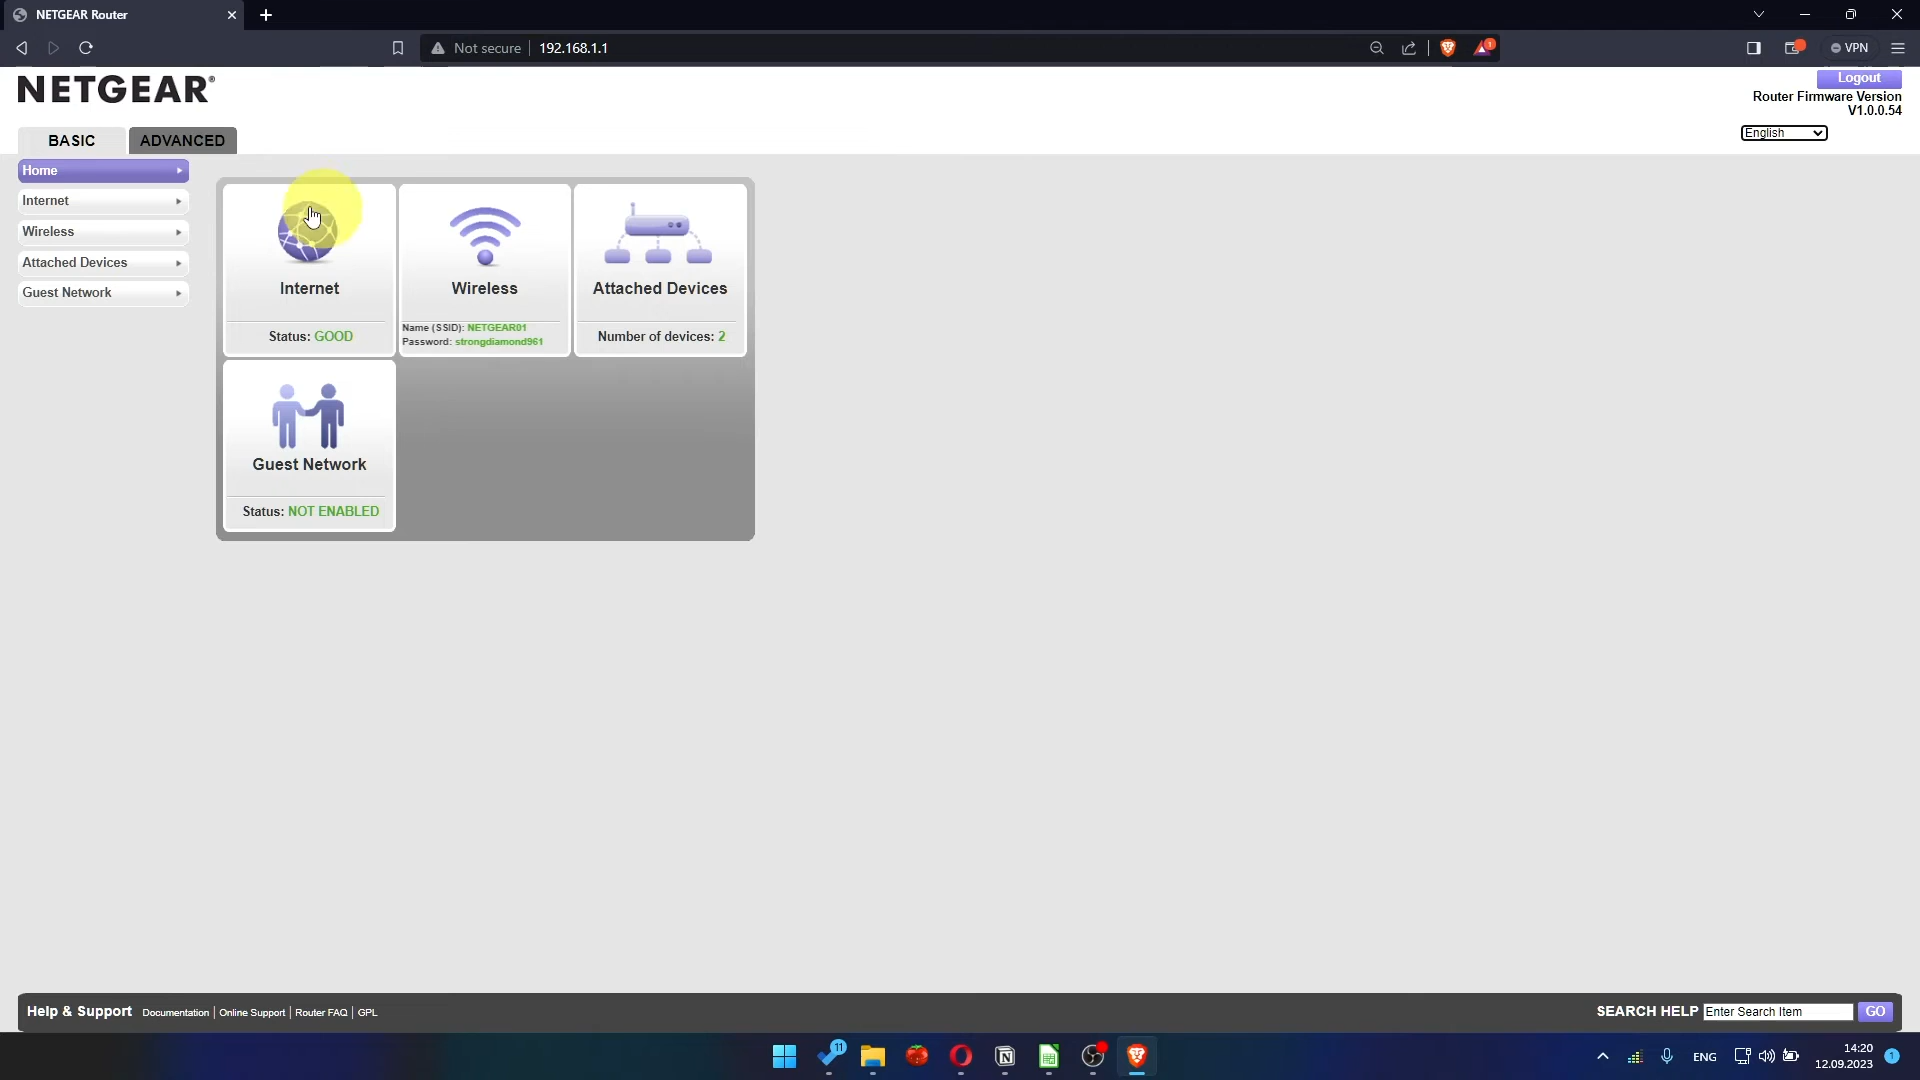 NETGEAR Router
Not secure
192.168.1.1
1
VPN
NETGEAR®
Logout
Router Firmware Version
V1.0.0.54
English
BASIC
ADVANCED
Home
Internet
Wireless
Attached Devices
Guest Network
Internet
Status: GOOD
Wireless
Name (SSID): NETGEAR01
Password: strongdiamond961
Attached Devices
Number of devices: 2
Guest Network
Status: NOT ENABLED
Help & Support
Documentation | Online Support | Router FAQ | GPL
SEARCH HELP
Enter Search Item
GO
11
ENG
14:20
12.09.2023
1